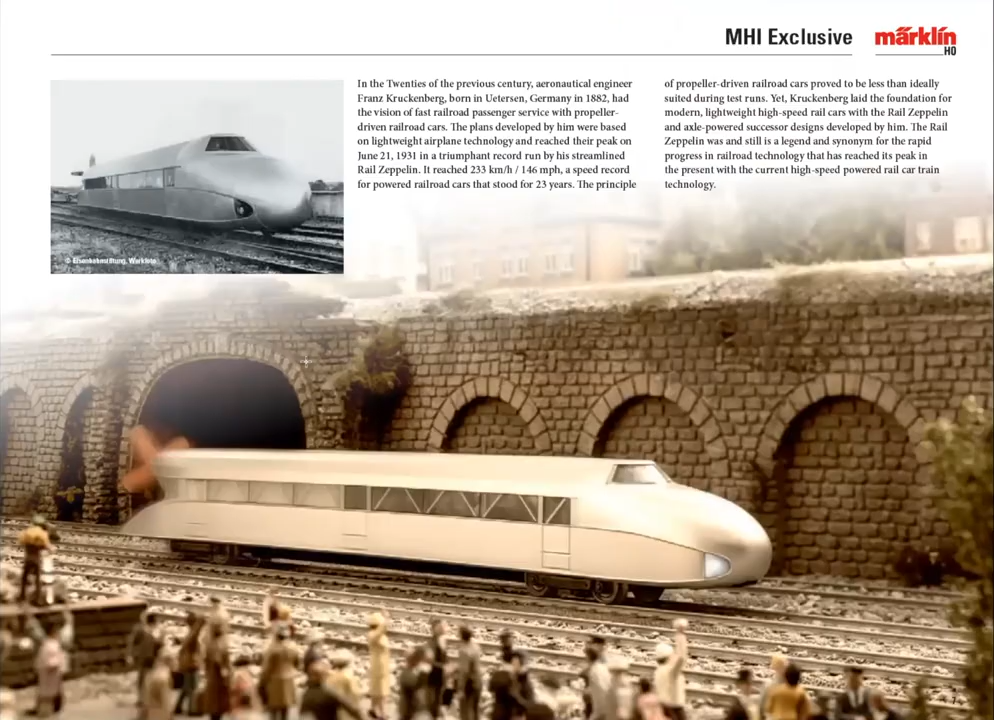 MHI Exclusive
märklin
H0
In the Twenties of the previous century, aeronautical engineer
Franz Kruckenberg, born in Uetersen, Germany in 1882, had
the vision of fast railroad passenger service with propeller-
driven railroad cars. The plans developed by him were based
on lightweight airplane technology and reached their peak on
June 21, 1931 in a triumphant record run by his streamlined
Rail Zeppelin. It reached 233 km/h / 146 mph, a speed record
for powered railroad cars that stood for 23 years. The principle
of propeller-driven railroad cars proved to be less than ideally
suited during test runs. Yet, Kruckenberg laid the foundation for
modern, lightweight high-speed rail cars with the Rail Zeppelin
and axle-powered successor designs developed by him. The Rail
Zeppelin was and still is a legend and synonym for the rapid
progress in railroad technology that has reached its peak in
the present with the current high-speed powered rail car train
technology.
© Eisenbahnstiftung, Werkfoto